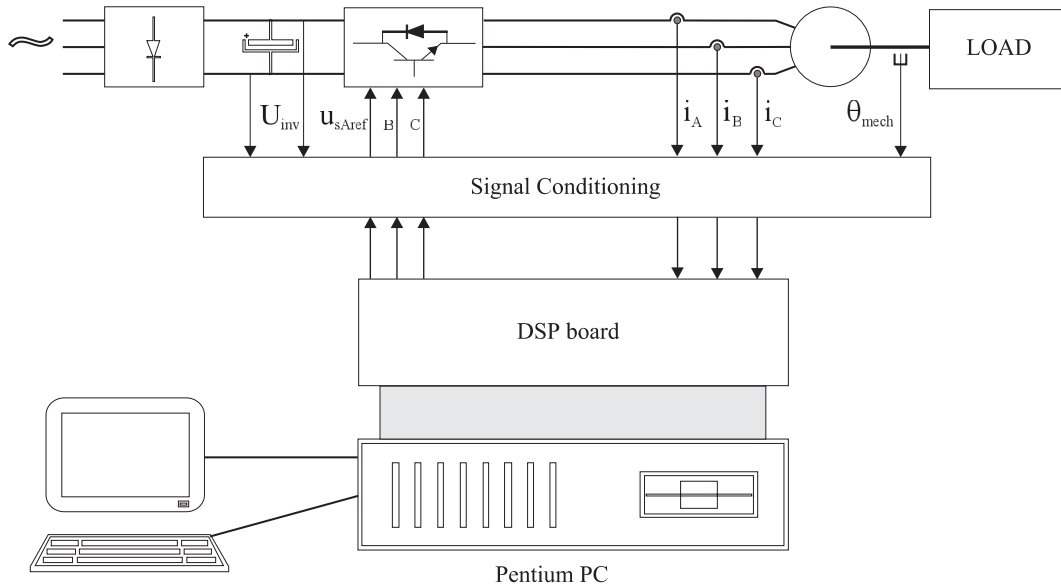 LOAD
U_inv u_sAref B C i_A i_B i_C θ_mech
Signal Conditioning
DSP board
Pentium PC